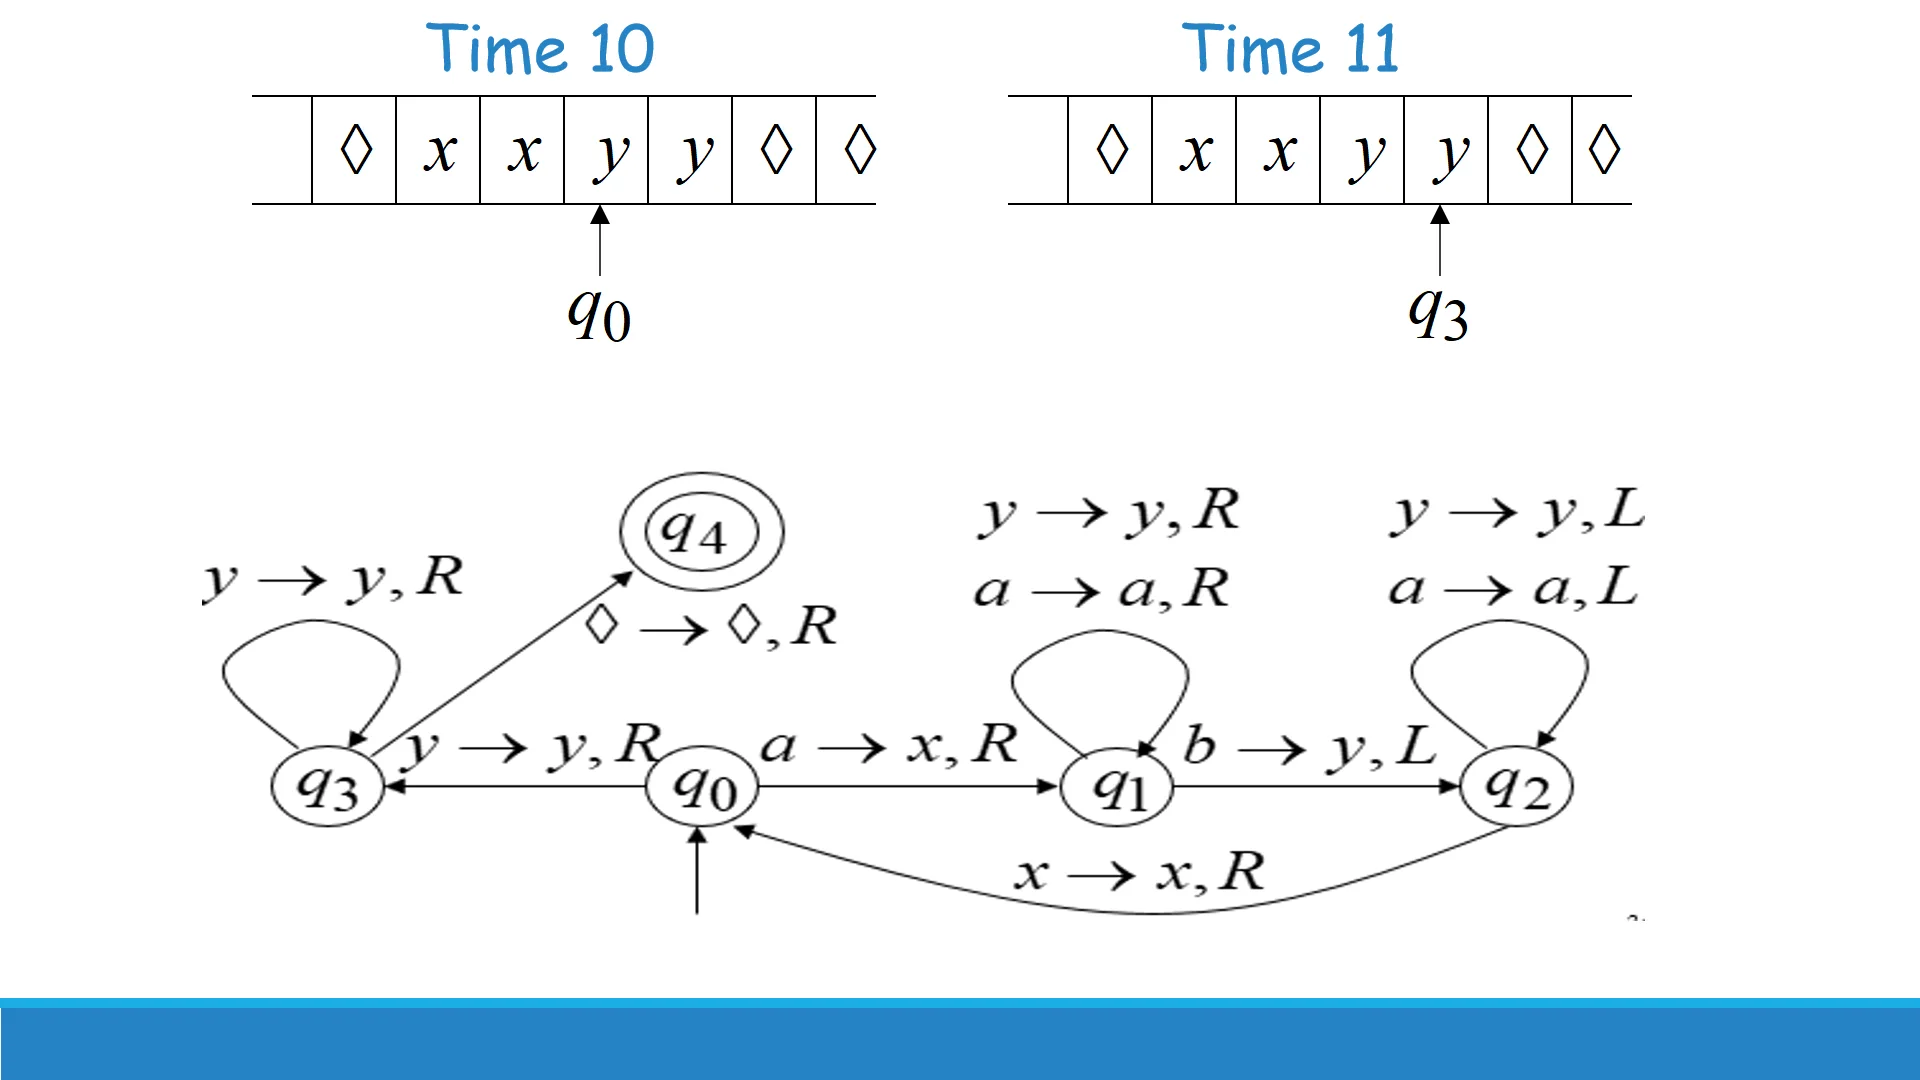 Time 10
Time 11
◊ x x y y ◊ ◊
◊ x x y y ◊ ◊
q0
q3
q4
y → y, R
y → y, L
y → y, R
a → a, R
a → a, L
◊ → ◊, R
y → y, R
a → x, R
b → y, L
q3
q0
q1
q2
x → x, R